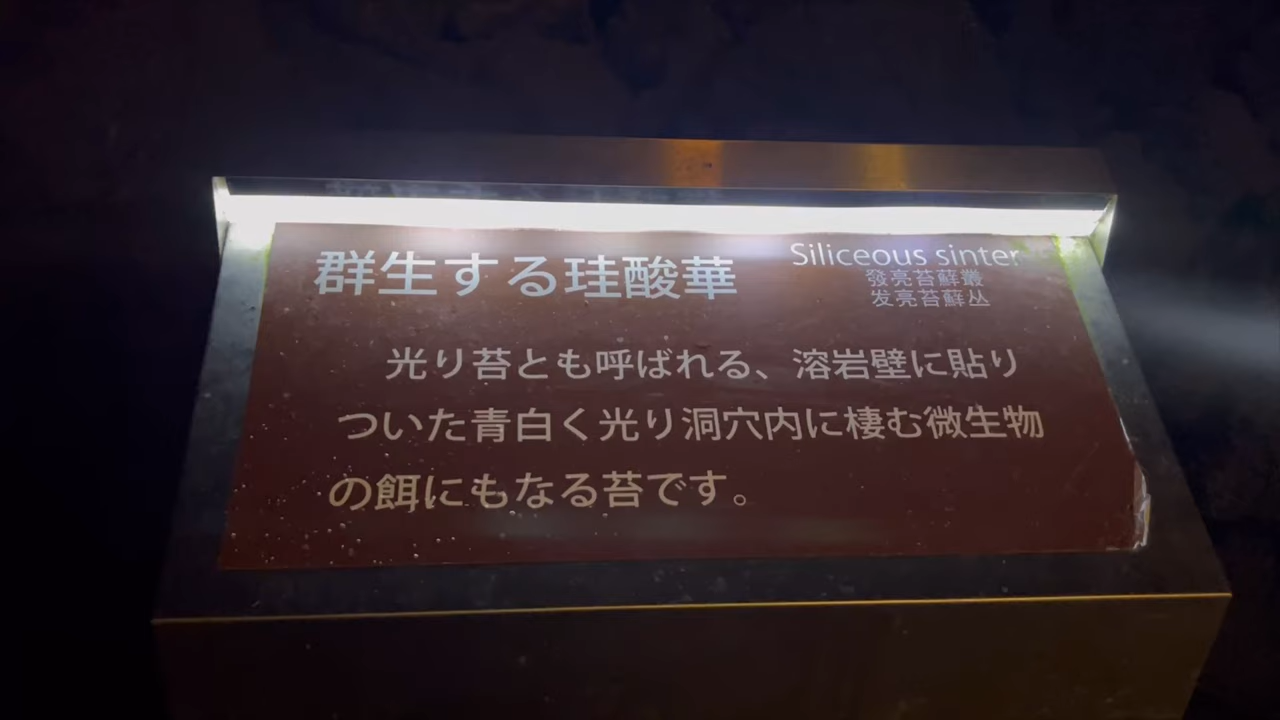 群生する珪酸華
Siliceous sinter
發亮苔蘚叢
发亮苔蘚丛
光り苔とも呼ばれる、溶岩壁に貼り
ついた青白く光り洞穴内に棲む微生物
の餌にもなる苔です。